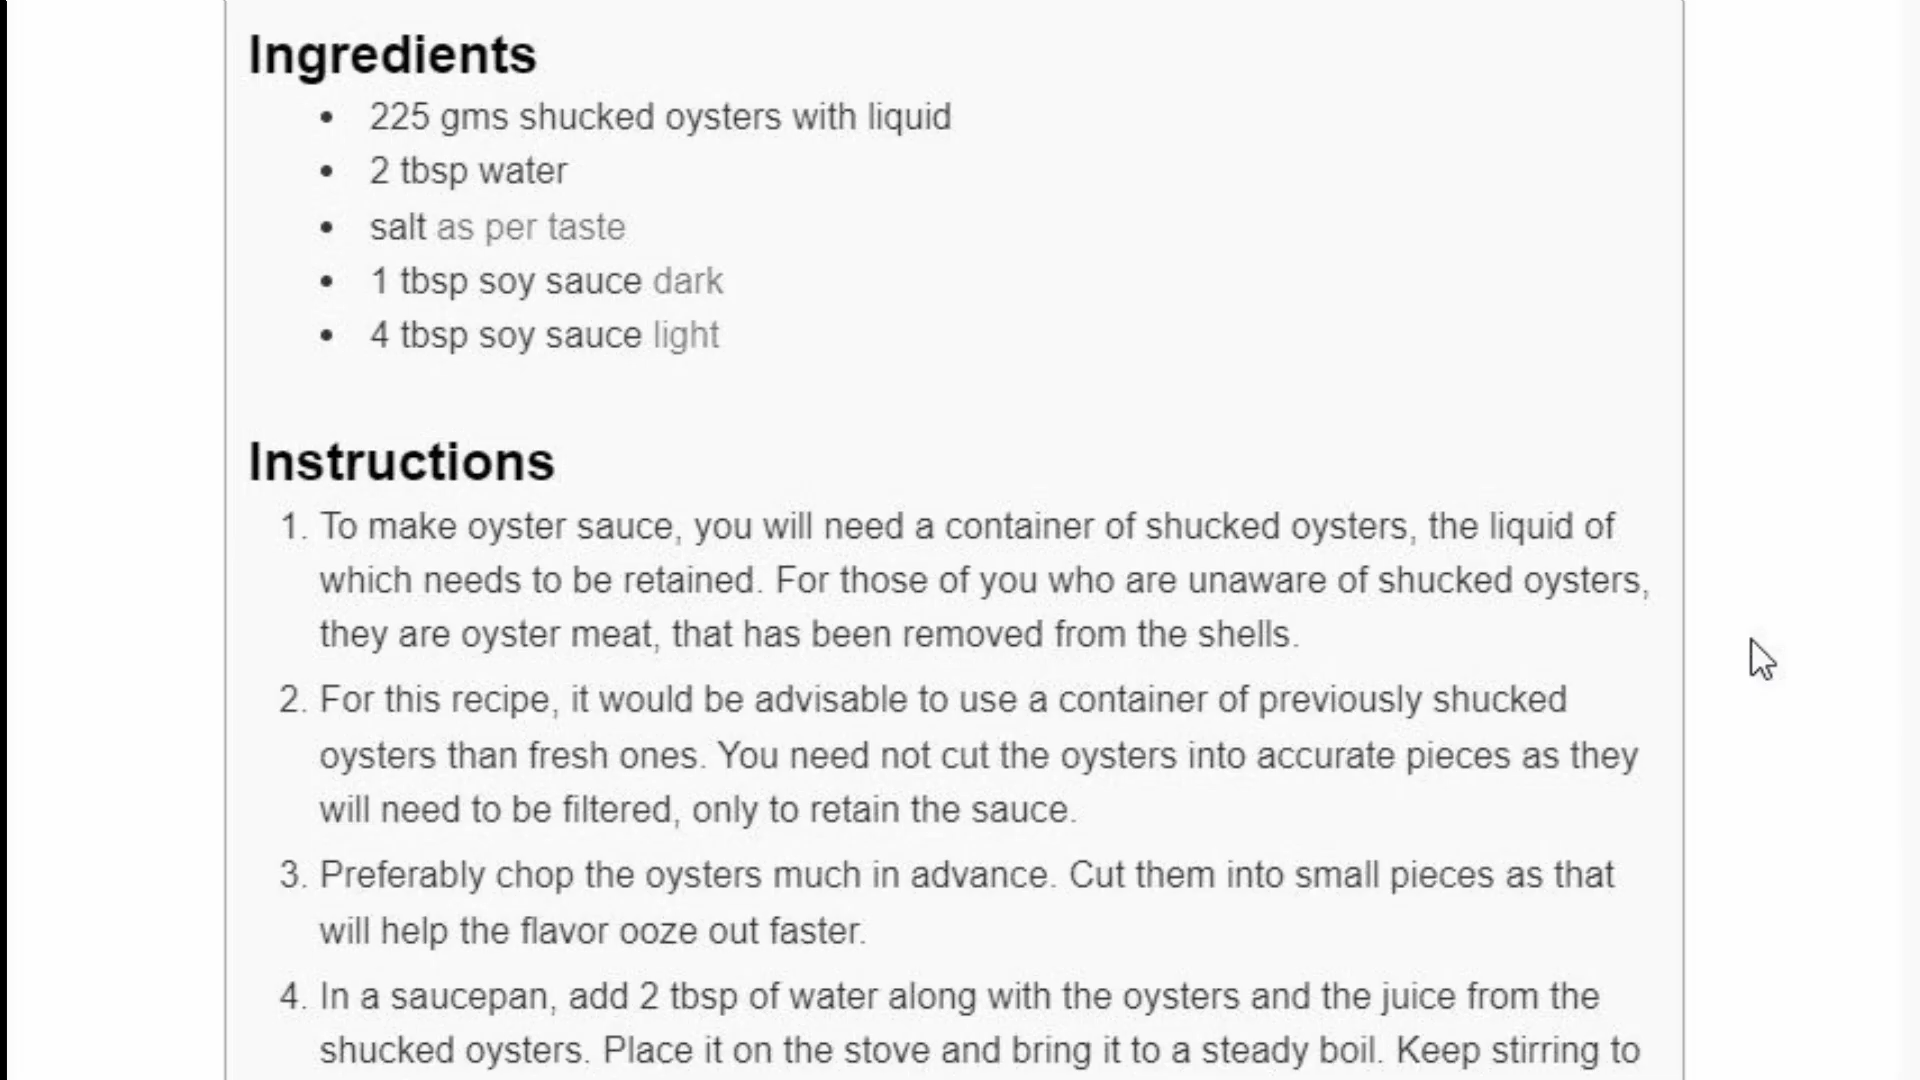 Ingredients
• 225 gms shucked oysters with liquid
• 2 tbsp water
• salt as per taste
• 1 tbsp soy sauce dark
• 4 tbsp soy sauce light
Instructions
1. To make oyster sauce, you will need a container of shucked oysters, the liquid of
which needs to be retained. For those of you who are unaware of shucked oysters,
they are oyster meat, that has been removed from the shells.
2. For this recipe, it would be advisable to use a container of previously shucked
oysters than fresh ones. You need not cut the oysters into accurate pieces as they
will need to be filtered, only to retain the sauce.
3. Preferably chop the oysters much in advance. Cut them into small pieces as that
will help the flavor ooze out faster.
4. In a saucepan, add 2 tbsp of water along with the oysters and the juice from the
shucked oysters. Place it on the stove and bring it to a steady boil. Keep stirring to